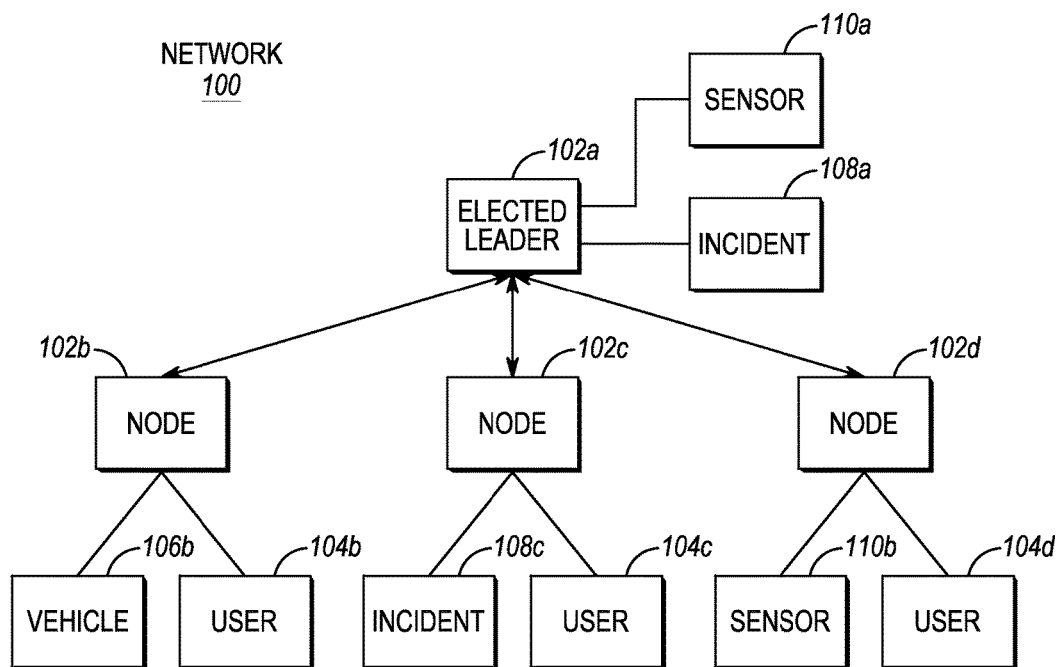 NETWORK
100
110a
SENSOR
102a
108a
ELECTED
LEADER
INCIDENT
102b
102c
102d
NODE
NODE
NODE
106b
104b
108c
104c
110b
104d
VEHICLE
USER
INCIDENT
USER
SENSOR
USER